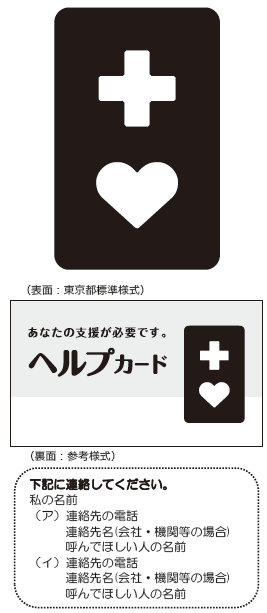 (表面：東京都標準様式)
あなたの支援が必要です。
ヘルプカード
(裏面：参考様式)
下記に連絡してください。
私の名前
（ア）連絡先の電話
連絡先名(会社・機関等の場合)
呼んでほしい人の名前
（イ）連絡先の電話
連絡先名(会社・機関等の場合)
呼んでほしい人の名前